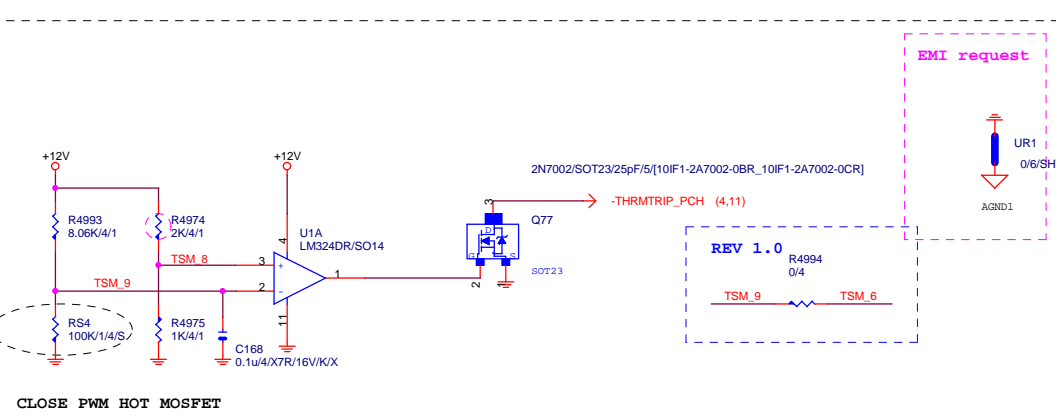 EMI request
UR1
0/6/SH
AGND1
+12V
+12V
2N7002/SOT23/25pF/5/[10IF1-2A7002-0BR_10IF1-2A7002-0CR]
-THRMTRIP_PCH (4,11)
R4993
8.06K/4/1
R4974
2K/4/1
U1A
LM324DR/SO14
4
3
+
2
−
1
11
TSM_8
TSM_9
3
Q77
D
G
S
2
1
SOT23
REV 1.0
R4994
0/4
TSM_9
TSM_6
RS4
100K/1/4/S
R4975
1K/4/1
C168
0.1u/4/X7R/16V/K/X
CLOSE PWM HOT MOSFET